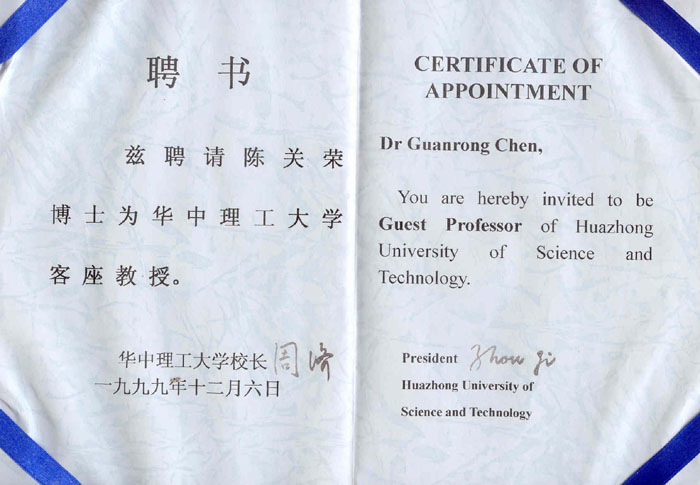 聘书
兹聘请陈关荣
博士为华中理工大学
客座教授。
华中理工大学校长 周济
一九九九年十二月六日
CERTIFICATE OF
APPOINTMENT
Dr Guanrong Chen,
You are hereby invited to be
Guest Professor of Huazhong
University of Science and
Technology.
President Zhou Ji
Huazhong University of
Science and Technology